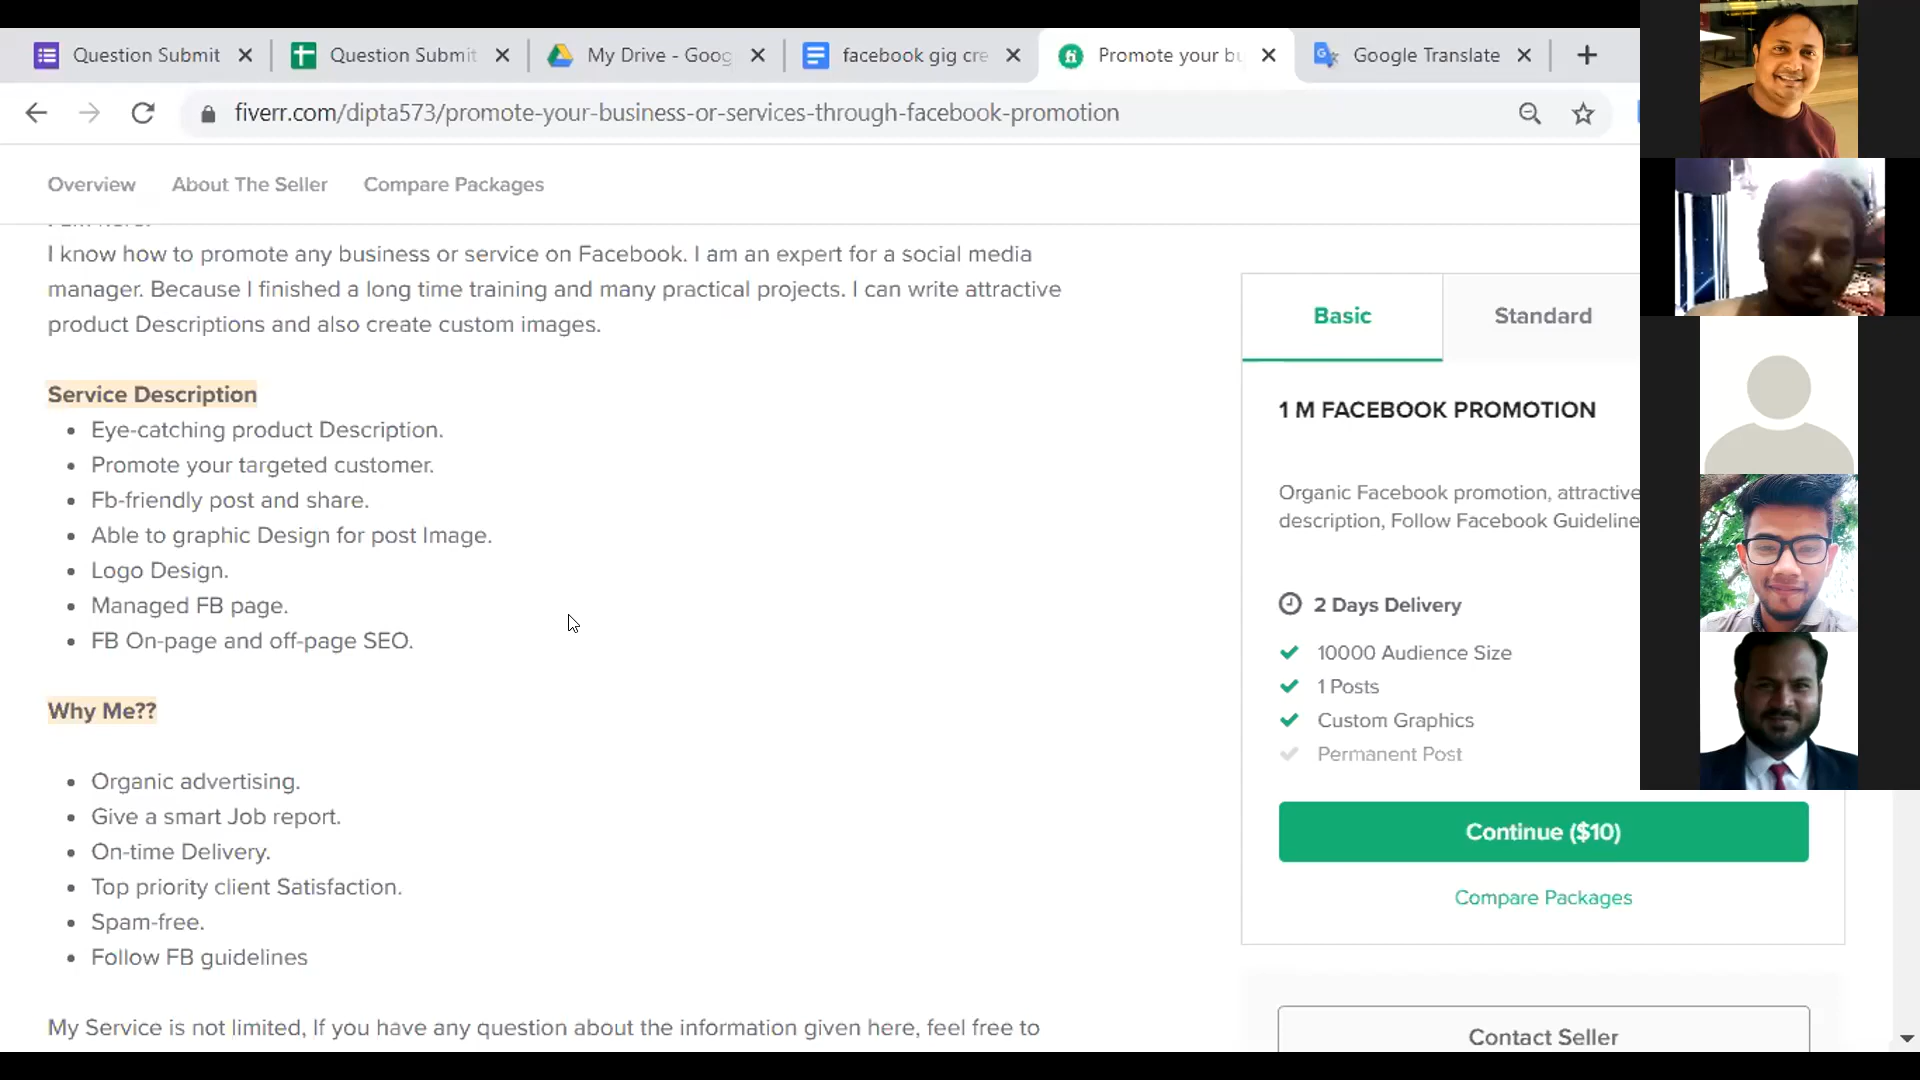 Question Submit
Question Submit
My Drive - Goog
facebook gig cre
Promote your bu
Google Translate
fiverr.com/dipta573/promote-your-business-or-services-through-facebook-promotion
Overview
About The Seller
Compare Packages
I know how to promote any business or service on Facebook. I am an expert for a social media
manager. Because I finished a long time training and many practical projects. I can write attractive
product Descriptions and also create custom images.
Service Description
Eye-catching product Description.
Promote your targeted customer.
Fb-friendly post and share.
Able to graphic Design for post Image.
Logo Design.
Managed FB page.
FB On-page and off-page SEO.
Why Me??
Organic advertising.
Give a smart Job report.
On-time Delivery.
Top priority client Satisfaction.
Spam-free.
Follow FB guidelines
My Service is not limited, If you have any question about the information given here, feel free to
Basic
Standard
1 M FACEBOOK PROMOTION
Organic Facebook promotion, attractive
description, Follow Facebook Guideline
2 Days Delivery
10000 Audience Size
1 Posts
Custom Graphics
Permanent Post
Continue ($10)
Compare Packages
Contact Seller